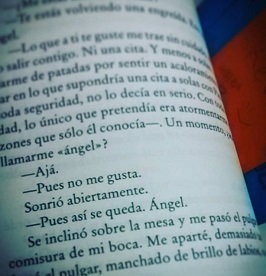 —Te estás volviendo una engreída,
ngel.
—Lo que a ti te guste me trae sin cuidado
o salir contigo. Ni una cita. Y menos a solas
arme de patadas por sentir un acaloramien
ar en lo que supondría una cita a solas con
oda seguridad, no lo decía en serio. Con
dad, lo único que pretendía era atormentarme
zones que sólo él conocía—. Un momento,
llamarme «ángel»?
—Ajá.
—Pues no me gusta.
Sonrió abiertamente.
—Pues así se queda. Ángel.
Se inclinó sobre la mesa y me pasó el pulg
comisura de mi boca. Me aparté, demasiado
el pulgar, manchado de brillo de labios,